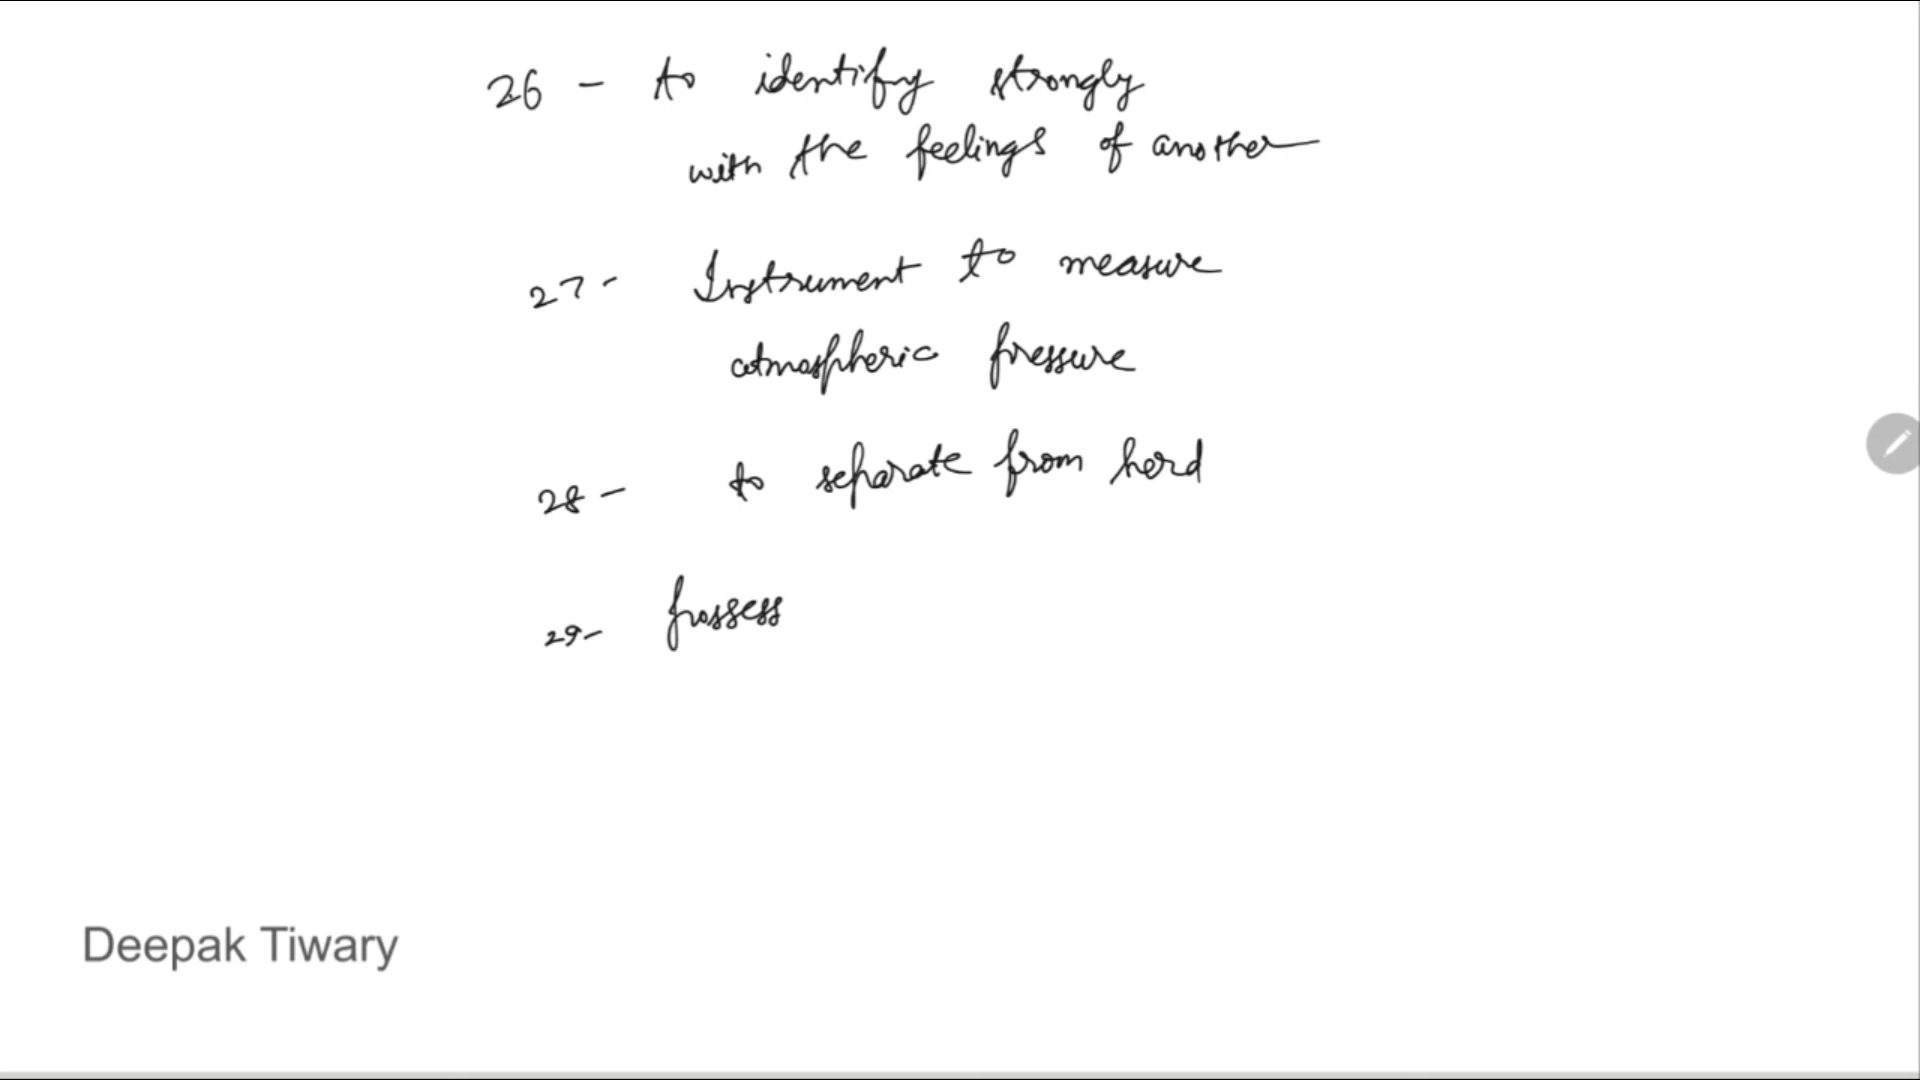 26 - to identify strongly
with the feelings of another
27- Instrument to measure
atmospheric pressure
28- to separate from herd
29- possess
Deepak Tiwary